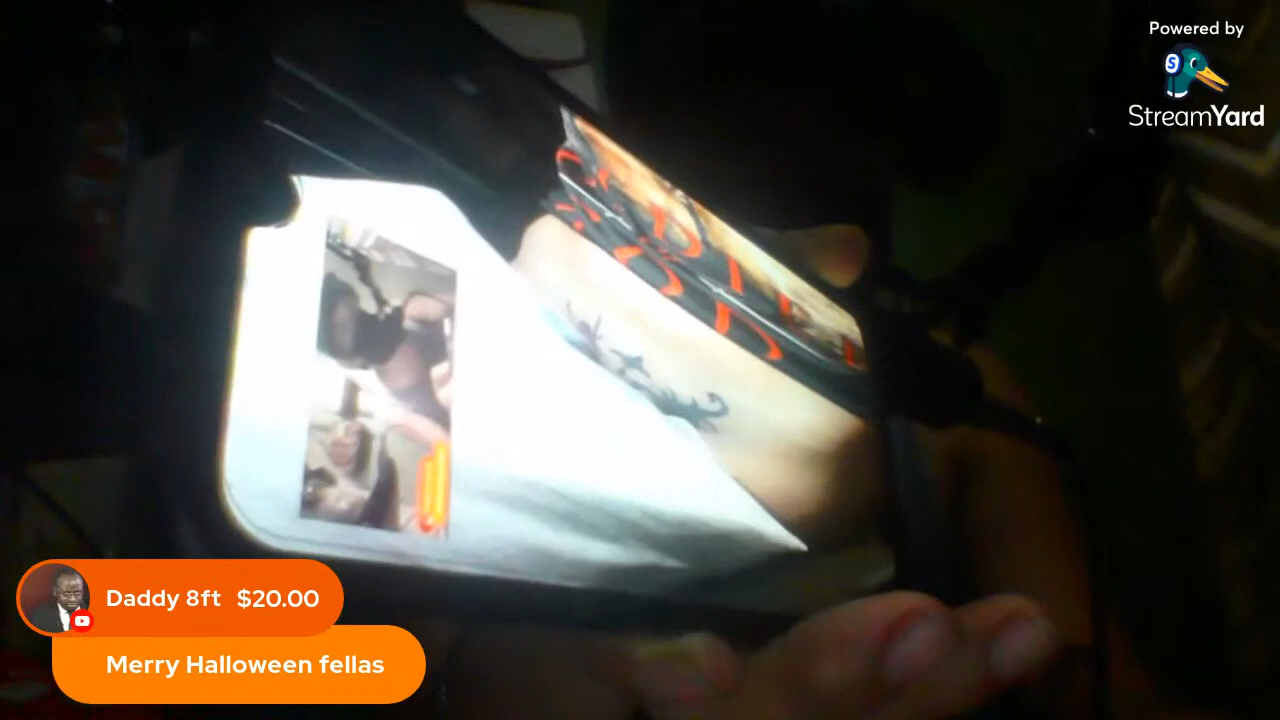 Powered by
S
StreamYard
Daddy 8ft $20.00
Merry Halloween fellas